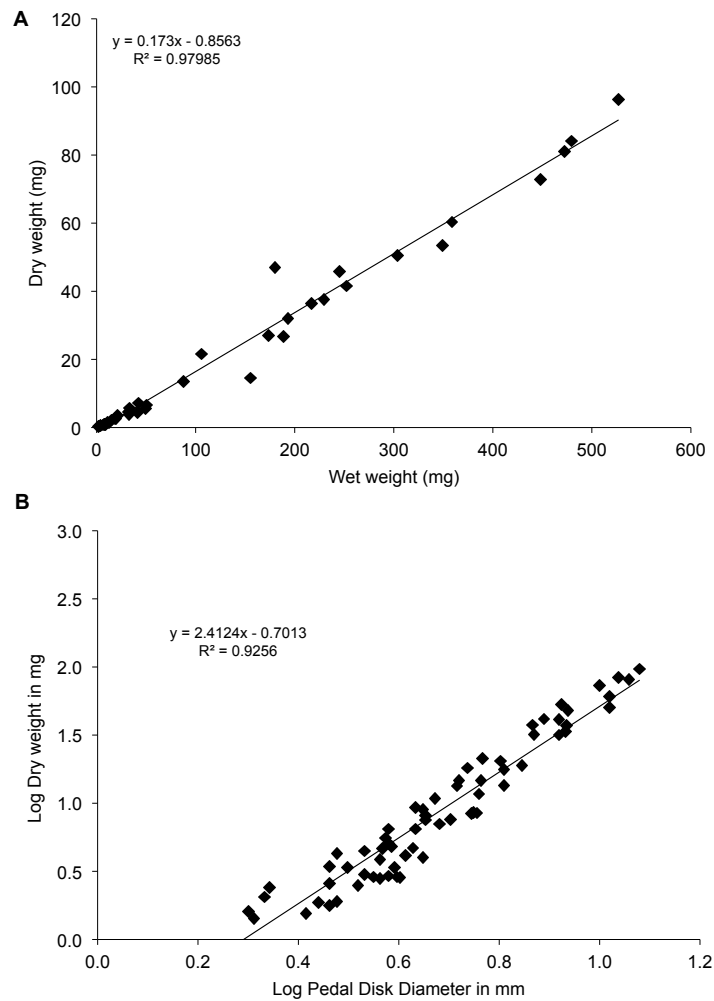 A
120
y = 0.173x - 0.8563
R² = 0.97985
100
80
60
40
20
0
Dry weight (mg)
0 100 200 300 400 500 600
Wet weight (mg)
B
3.0
2.5
y = 2.4124x - 0.7013
R² = 0.9256
2.0
1.5
1.0
0.5
0.0
Log Dry weight in mg
0.0 0.2 0.4 0.6 0.8 1.0 1.2
Log Pedal Disk Diameter in mm